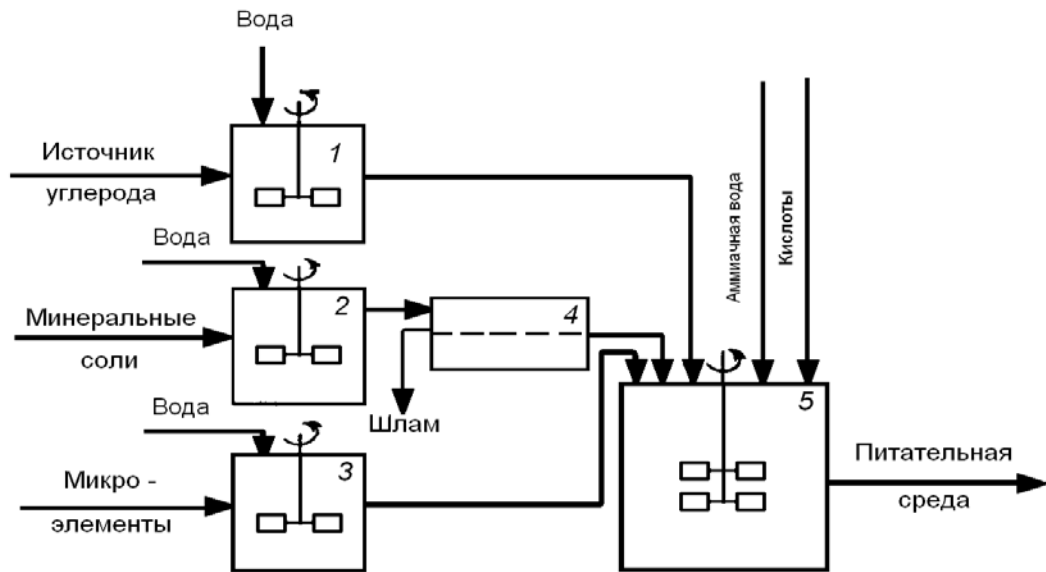 Вода
Источник
углерода
1
Вода
Минеральные
соли
2
4
Шлам
Вода
Микро -
элементы
3
Аммиачная вода
Кислоты
5
Питательная
среда